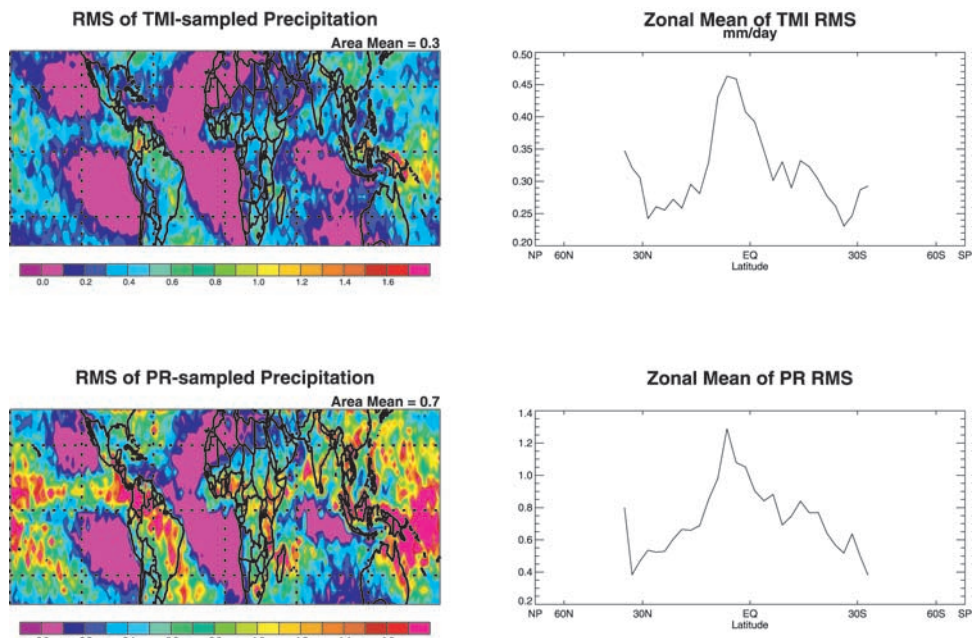 RMS of TMI-sampled Precipitation
Area Mean = 0.3
0.0 0.2 0.4 0.6 0.8 1.0 1.2 1.4 1.6
Zonal Mean of TMI RMS
mm/day
0.50
0.45
0.40
0.35
0.30
0.25
0.20
NP 60N 30N EQ 30S 60S SP
Latitude
RMS of PR-sampled Precipitation
Area Mean = 0.7
Zonal Mean of PR RMS
1.4
1.2
1.0
0.8
0.6
0.4
0.2
NP 60N 30N EQ 30S 60S SP
Latitude